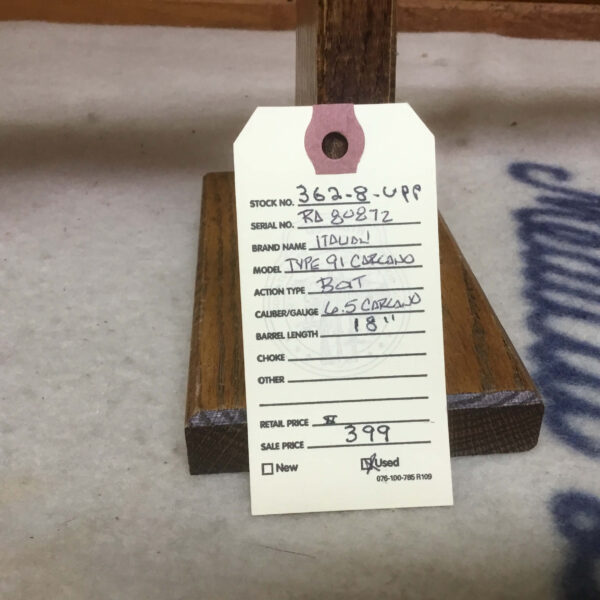 STOCK NO. 362-8-UPP
SERIAL NO. RA 80872
BRAND NAME ITALIAN
MODEL TYPE 91 CARCANO
ACTION TYPE BOLT
CALIBER/GAUGE 6.5 CARCANO
BARREL LENGTH 18"
CHOKE
OTHER
RETAIL PRICE
SALE PRICE 399
New Used
076-100-785 R109